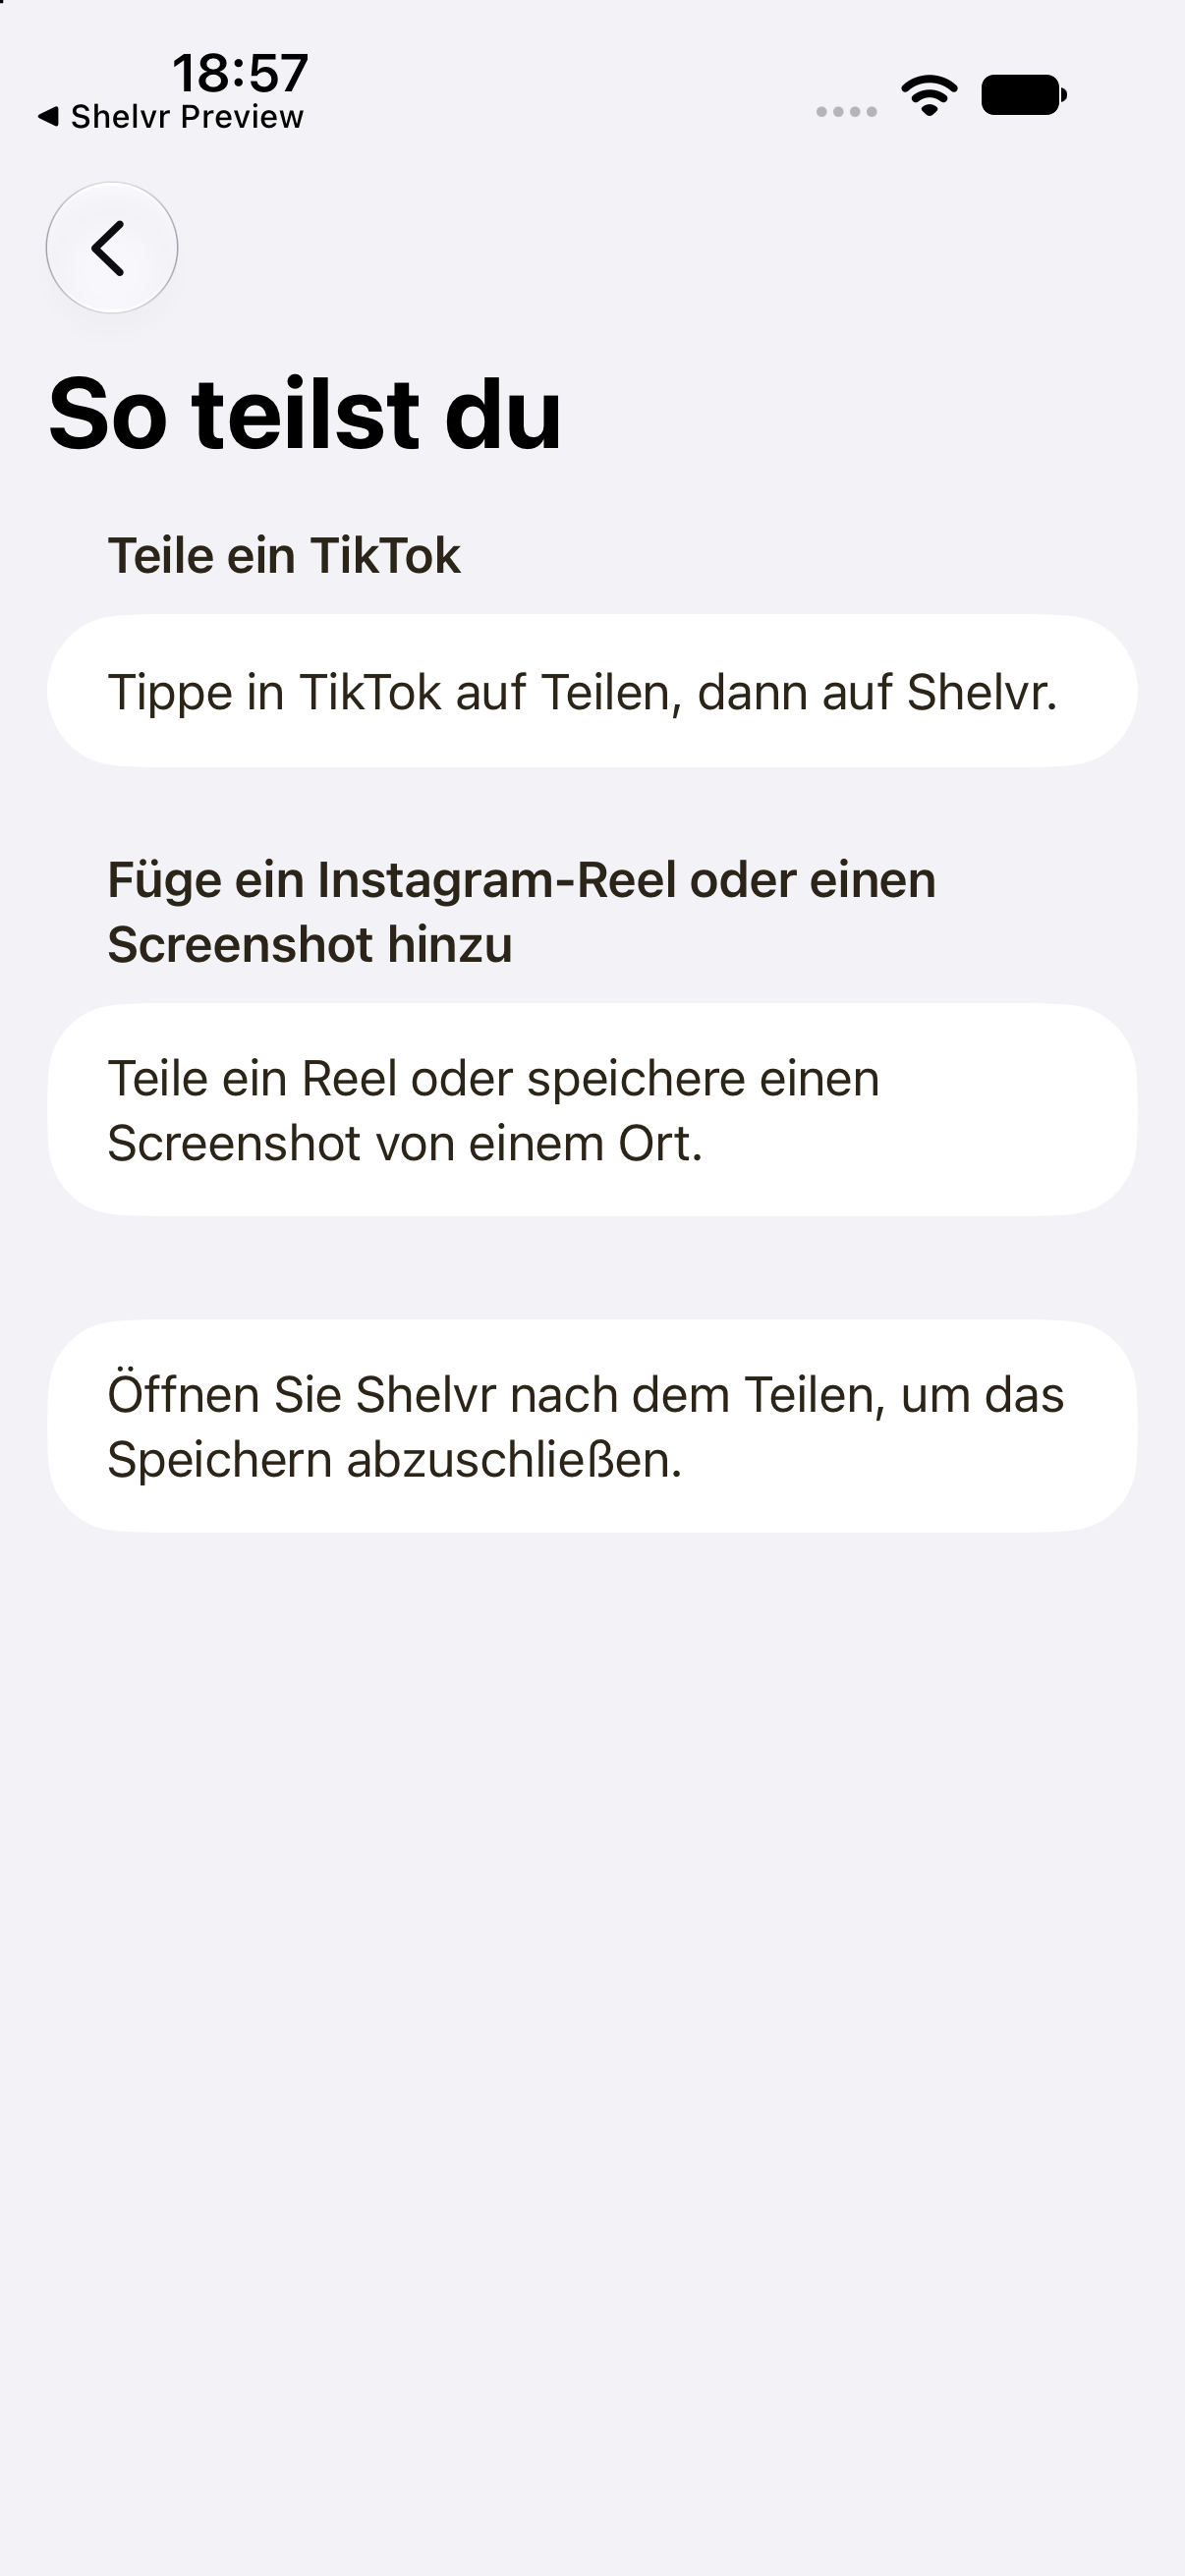 18:57
◀ Shelvr Preview
So teilst du
Teile ein TikTok
Tippe in TikTok auf Teilen, dann auf Shelvr.
Füge ein Instagram-Reel oder einen
Screenshot hinzu
Teile ein Reel oder speichere einen
Screenshot von einem Ort.
Öffnen Sie Shelvr nach dem Teilen, um das
Speichern abzuschließen.